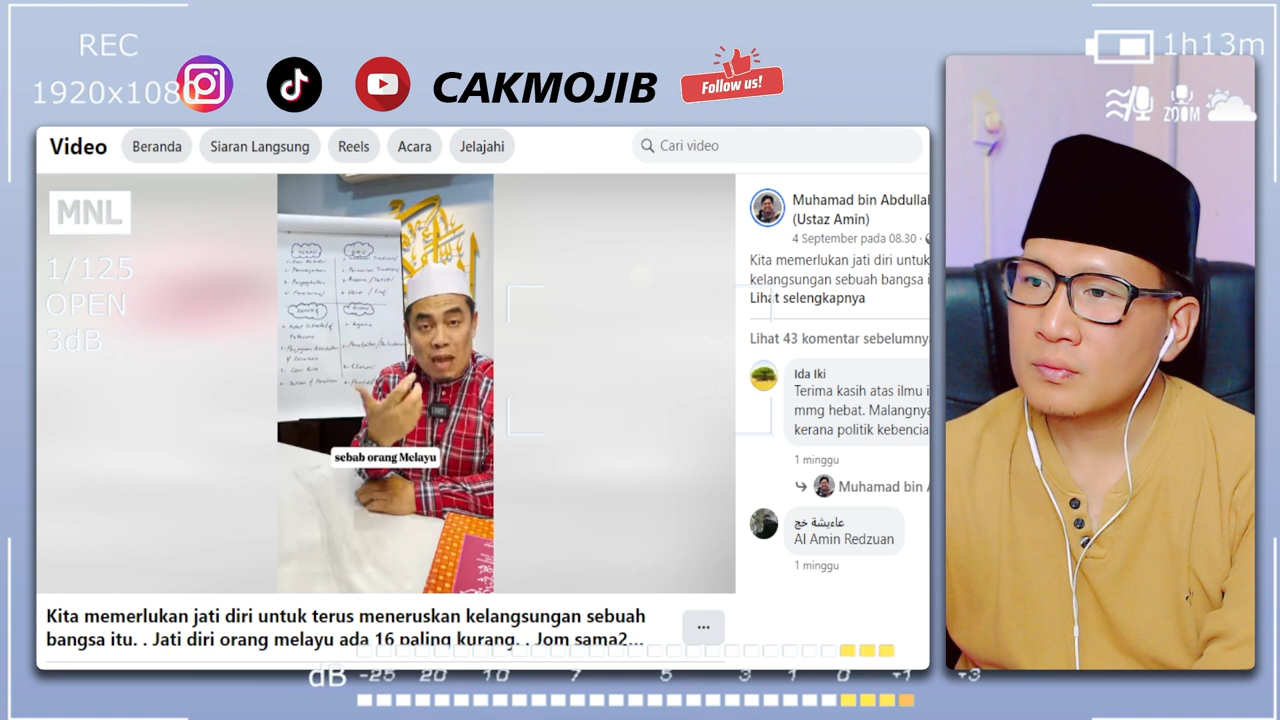 REC
1920x1080
CAKMOJIB
Follow us!
1h13m
ZOOM
Video
Beranda
Siaran Langsung
Reels
Acara
Jelajahi
Cari video
MNL
1/125
OPEN
3dB
sebab orang Melayu
Muhamad bin Abdullah
(Ustaz Amin)
4 September pada 08.30 ·
Kita memerlukan jati diri untuk
kelangsungan sebuah bangsa i
Lihat selengkapnya
Lihat 43 komentar sebelumny
Ida Iki
Terima kasih atas ilmu i
mmg hebat. Malangnya
kerana politik kebencia
1 minggu
Muhamad bin A
عاءيشة خج
Al Amin Redzuan
1 minggu
Kita memerlukan jati diri untuk terus meneruskan kelangsungan sebuah
bangsa itu. . Jati diri orang melayu ada 16 paling kurang. . Jom sama2...
dB -25 20 10 7 5 3 1 0 +1 +3